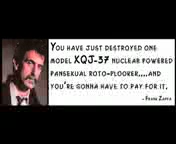 You have just destroyed one
model XQJ-37 nuclear powered
pansexual roto-plooker,...and
you're gonna have to pay for it.
- Frank Zappa